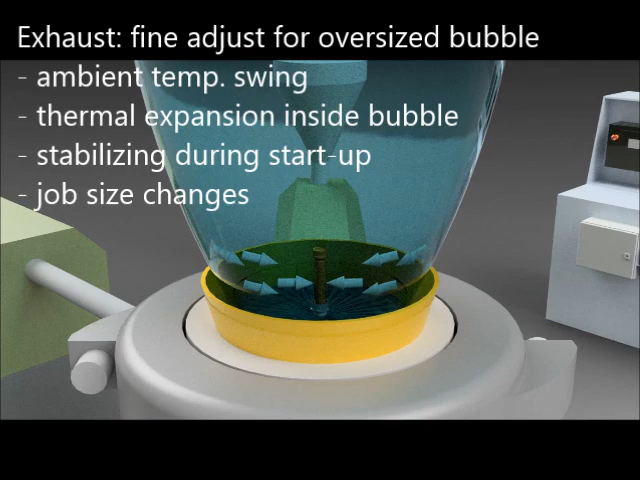 Exhaust: fine adjust for oversized bubble
- ambient temp. swing
- thermal expansion inside bubble
- stabilizing during start-up
- job size changes